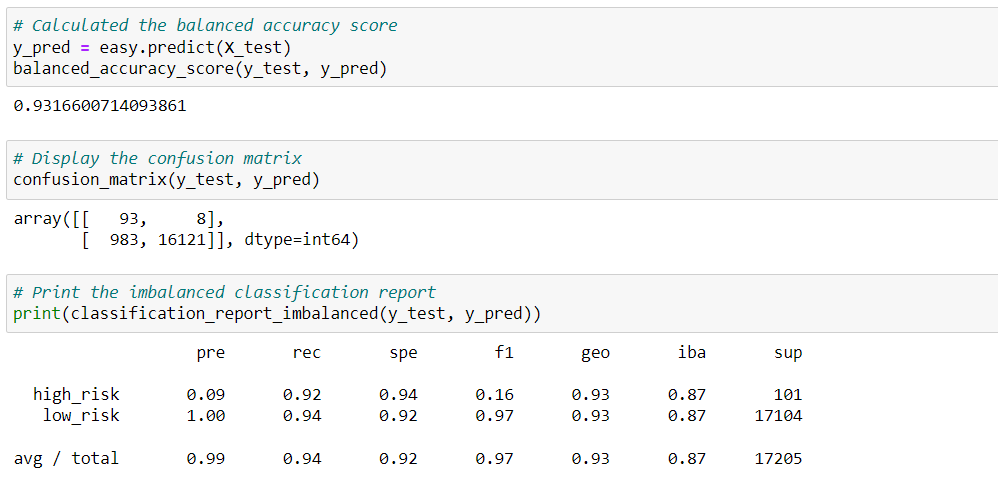 # Calculated the balanced accuracy score
y_pred = easy.predict(X_test)
balanced_accuracy_score(y_test, y_pred)
0.9316600714093861
# Display the confusion matrix
confusion_matrix(y_test, y_pred)
array([[   93,     8],
       [  983, 16121]], dtype=int64)
# Print the imbalanced classification report
print(classification_report_imbalanced(y_test, y_pred))
pre rec spe f1 geo iba sup
high_risk 0.09 0.92 0.94 0.16 0.93 0.87 101
low_risk 1.00 0.94 0.92 0.97 0.93 0.87 17104
avg / total 0.99 0.94 0.92 0.97 0.93 0.87 17205